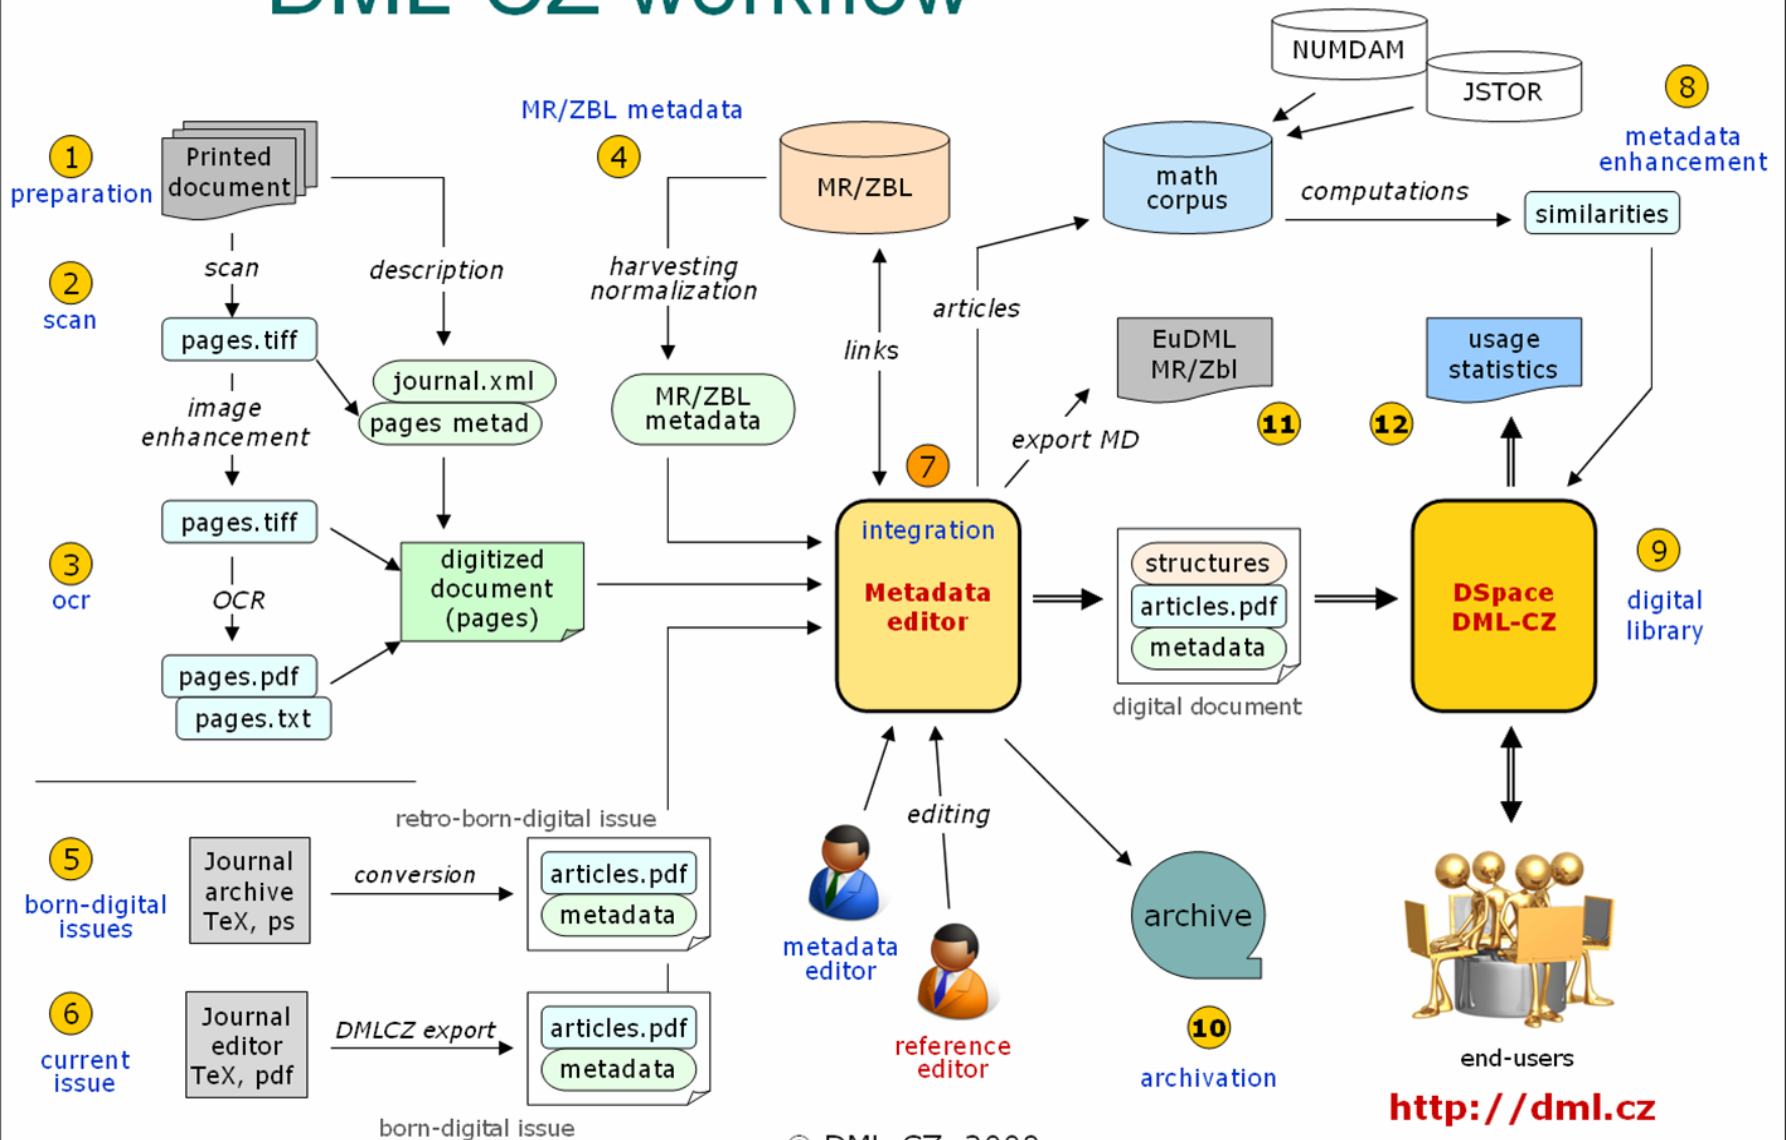 DML-CZ workflow
NUMDAM
JSTOR
8
metadata
enhancement
MR/ZBL metadata
4
1
preparation
Printed
document
MR/ZBL
math
corpus
computations
similarities
2
scan
scan
description
harvesting
normalization
links
articles
pages.tiff
journal.xml
pages metad
MR/ZBL
metadata
EuDML
MR/Zbl
11
usage
statistics
12
image
enhancement
export MD
7
pages.tiff
3
ocr
OCR
digitized
document
(pages)
integration
Metadata
editor
structures
articles.pdf
metadata
digital document
DSpace
DML-CZ
9
digital
library
pages.pdf
pages.txt
retro-born-digital issue
5
born-digital
issues
Journal
archive
TeX, ps
conversion
articles.pdf
metadata
editing
metadata
editor
reference
editor
archive
10
archivation
6
current
issue
Journal
editor
TeX, pdf
DMLCZ export
articles.pdf
metadata
born-digital issue
end-users
http://dml.cz
© DML-CZ, 2009